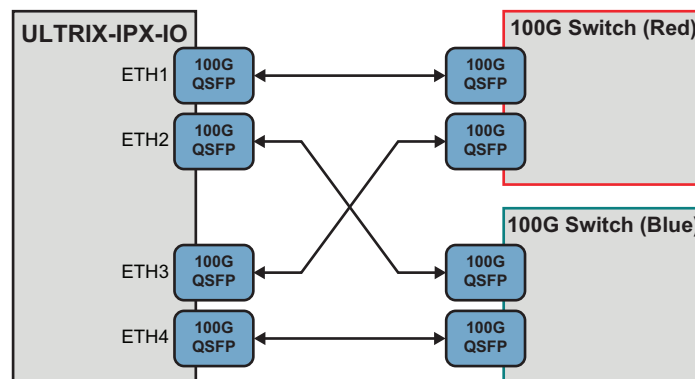 ULTRIX-IPX-IO
ETH1
100G
QSFP
ETH2
100G
QSFP
ETH3
100G
QSFP
ETH4
100G
QSFP
100G Switch (Red)
100G
QSFP
100G
QSFP
100G Switch (Blue)
100G
QSFP
100G
QSFP